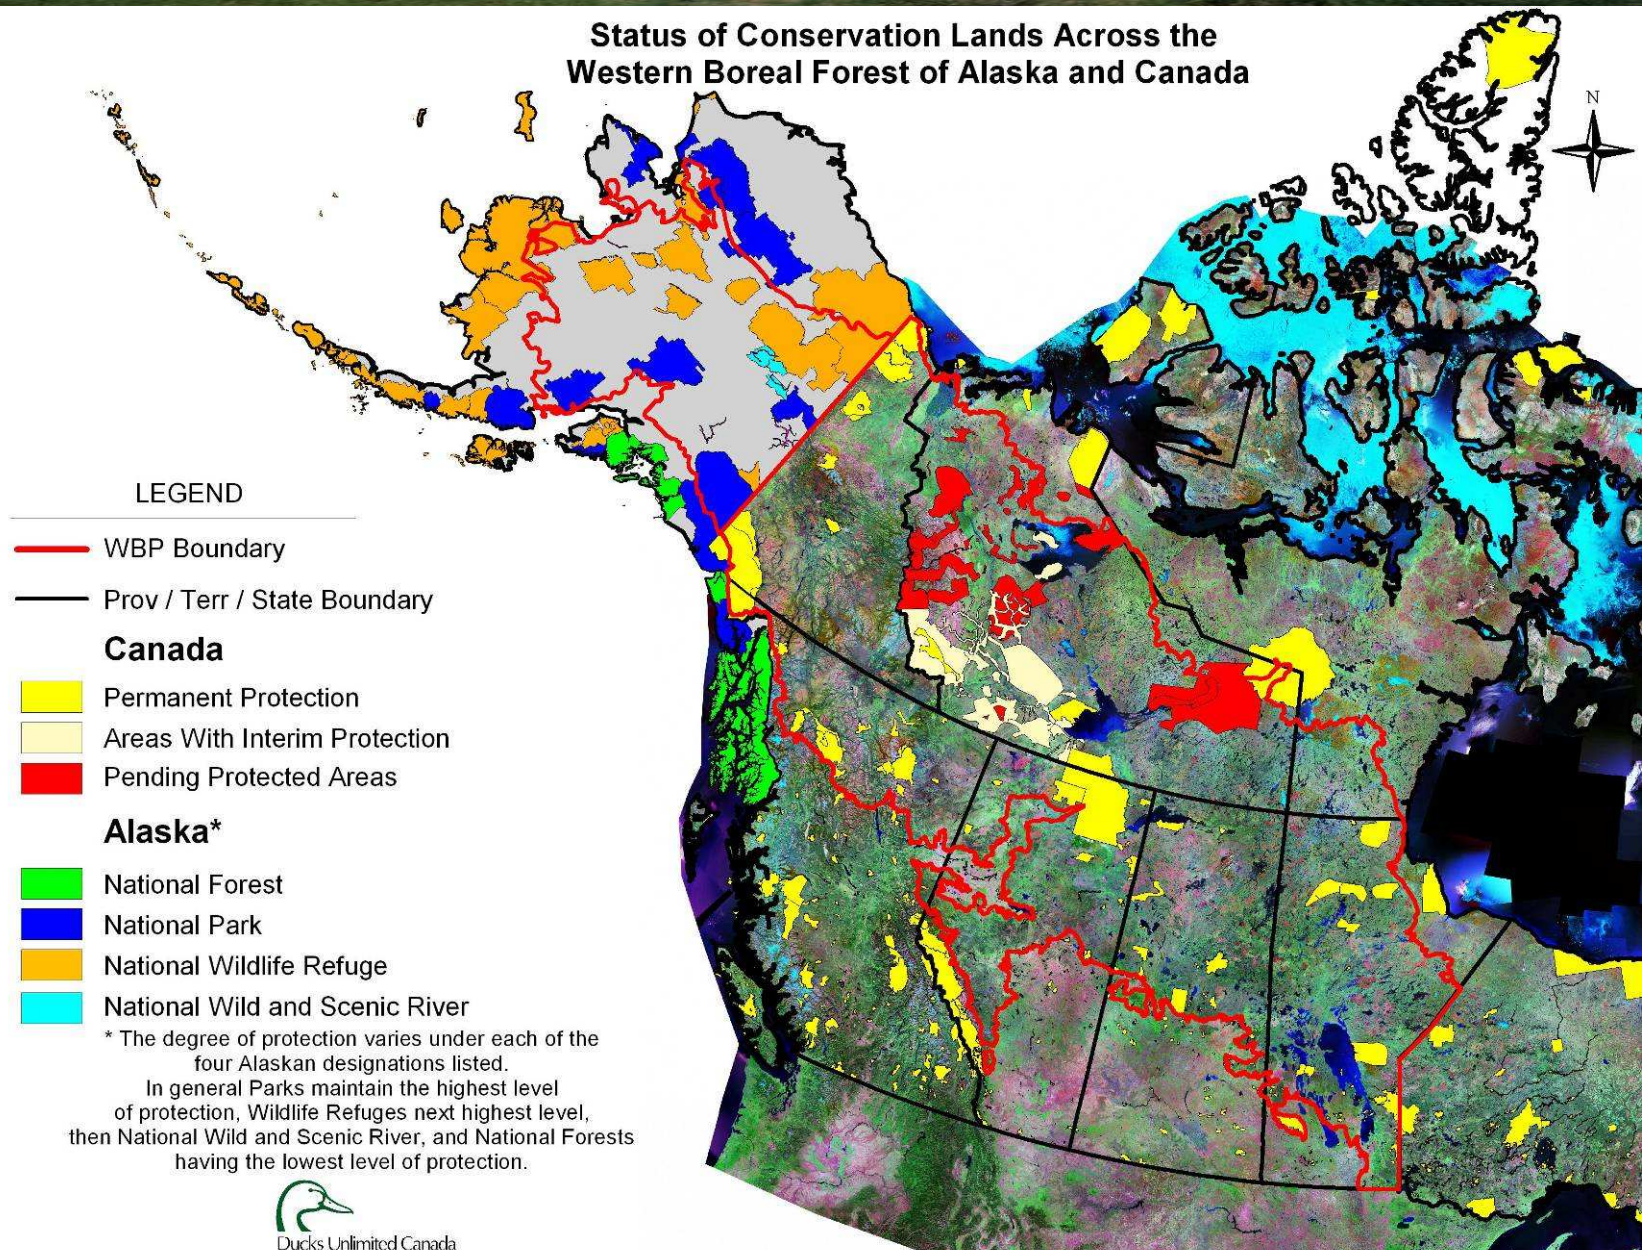 Status of Conservation Lands Across the
Western Boreal Forest of Alaska and Canada
N
LEGEND
WBP Boundary
Prov / Terr / State Boundary
Canada
Permanent Protection
Areas With Interim Protection
Pending Protected Areas
Alaska*
National Forest
National Park
National Wildlife Refuge
National Wild and Scenic River
* The degree of protection varies under each of the
four Alaskan designations listed.
In general Parks maintain the highest level
of protection, Wildlife Refuges next highest level,
then National Wild and Scenic River, and National Forests
having the lowest level of protection.
Ducks Unlimited Canada